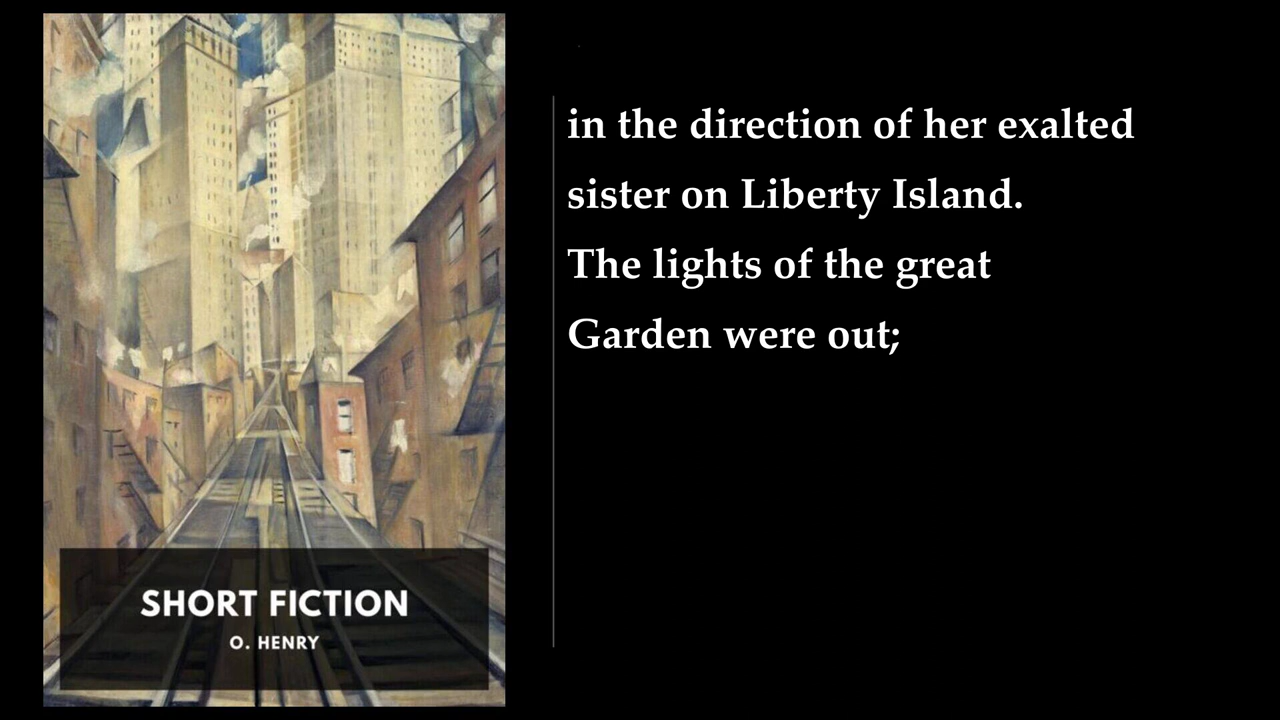 in the direction of her exalted
sister on Liberty Island.
The lights of the great
Garden were out;
SHORT FICTION
O. HENRY